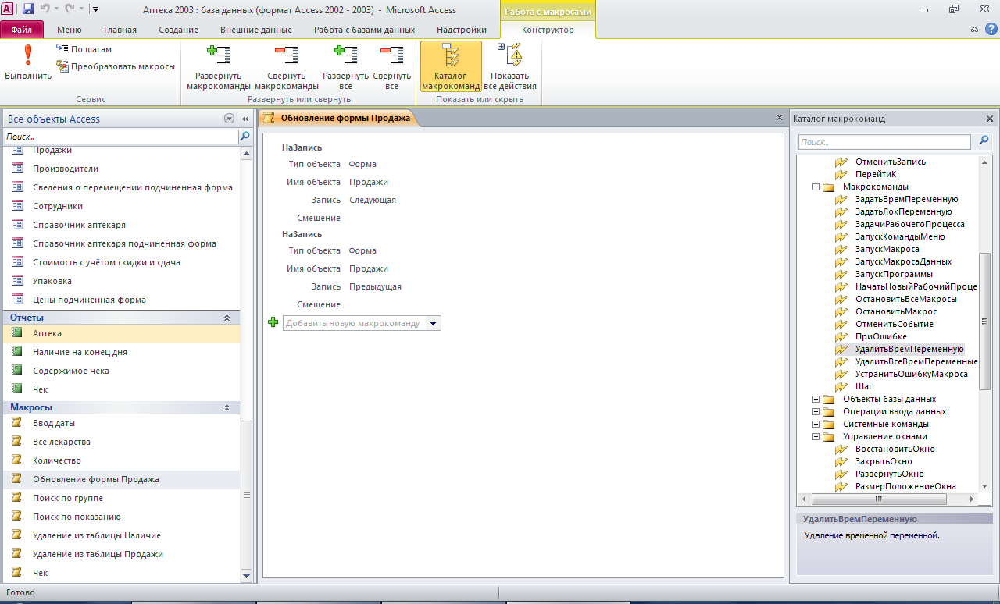 Аптека 2003 : база данных (формат Access 2002 - 2003) - Microsoft Access
Работа с макросами
Файл Меню Главная Создание Внешние данные Работа с базами данных Надстройки Конструктор
Выполнить
По шагам
Преобразовать макросы
Развернуть макрокоманды
Свернуть макрокоманды
Развернуть все
Свернуть все
Каталог макрокоманд
Показать все действия
Сервис
Развернуть или свернуть
Показать или скрыть
Все объекты Access
Поиск...
Продажи
Производители
Сведения о перемещении подчиненная форма
Сотрудники
Справочник аптекаря
Справочник аптекаря подчиненная форма
Стоимость с учётом скидки и сдача
Упаковка
Цены подчиненная форма
Отчеты
Аптека
Наличие на конец дня
Содержимое чека
Чек
Макросы
Ввод даты
Все лекарства
Количество
Обновление формы Продажа
Поиск по группе
Поиск по показанию
Удаление из таблицы Наличие
Удаление из таблицы Продажи
Чек
Обновление формы Продажа
НаЗапись
Тип объекта Форма
Имя объекта Продажи
Запись Следующая
Смещение
НаЗапись
Тип объекта Форма
Имя объекта Продажи
Запись Предыдущая
Смещение
Добавить новую макрокоманду
Каталог макрокоманд
Поиск...
ОтменитьЗапись
ПерейтиК
Макрокоманды
ЗадатьВремПеременную
ЗадатьЛокПеременную
ЗадачиРабочегоПроцесса
ЗапускКомандыМеню
ЗапускМакроса
ЗапускМакросаДанных
ЗапускПрограммы
НачатьНовыйРабочийПроце
ОстановитьВсеМакросы
ОстановитьМакрос
ОтменитьСобытие
ПриОшибке
УдалитьВремПеременную
УдалитьВсеВремПеременные
УстранитьОшибкуМакроса
Шаг
Объекты базы данных
Операции ввода данных
Системные команды
Управление окнами
ВосстановитьОкно
ЗакрытьОкно
РазвернутьОкно
РазмерПоложениеОкна
УдалитьВремПеременную
Удаление временной переменной.
Готово